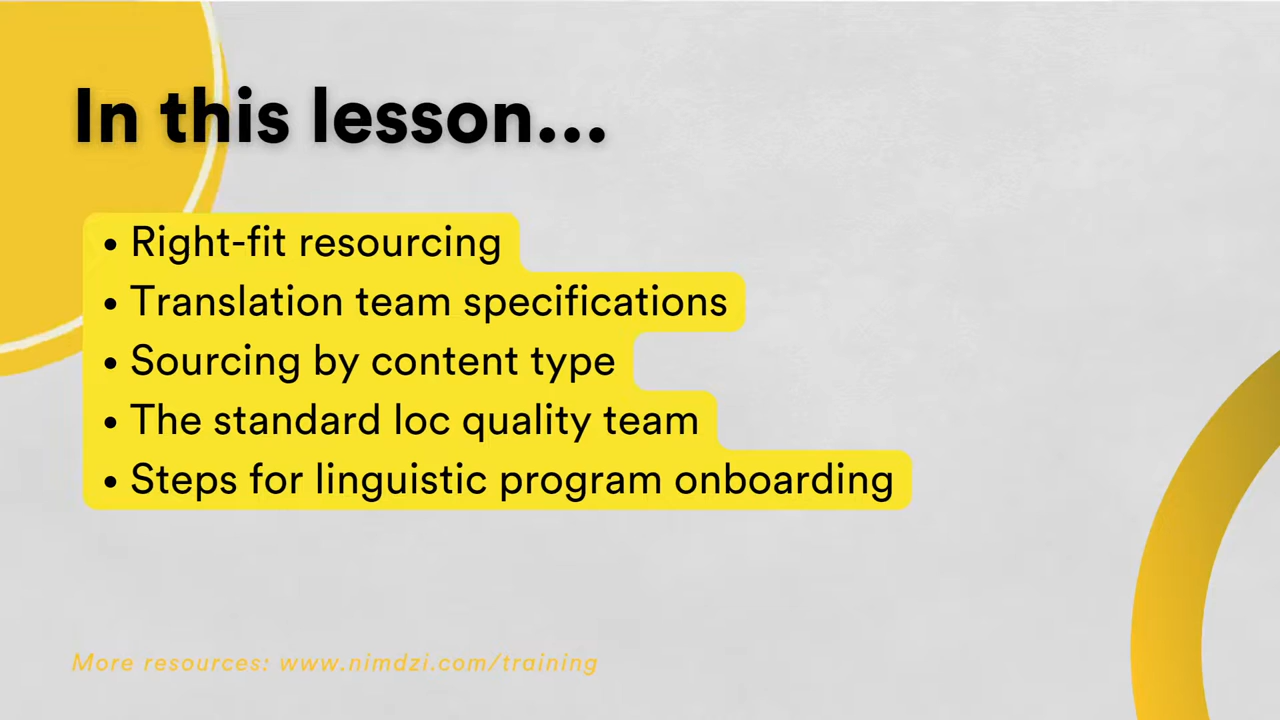 In this lesson...
• Right-fit resourcing
• Translation team specifications
• Sourcing by content type
• The standard loc quality team
• Steps for linguistic program onboarding
More resources: www.nimdzi.com/training